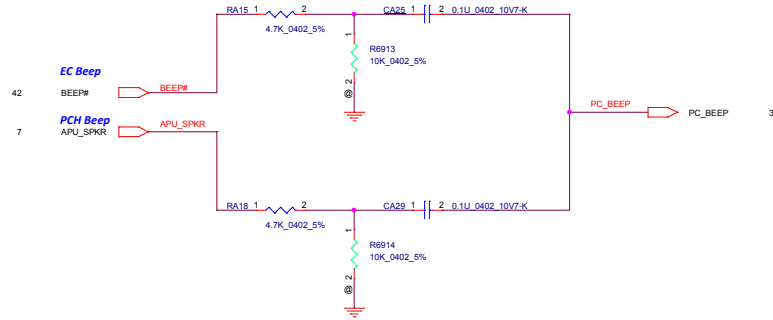 RA15 1 2 CA25 1 2 0.1U_0402_10V7-K
4.7K_0402_5%
1
R6913
10K_0402_5%
2
@
EC Beep
42 BEEP# BEEP#
PCH Beep
7 APU_SPKR APU_SPKR
PC_BEEP PC_BEEP 3
RA18 1 2 CA29 1 2 0.1U_0402_10V7-K
4.7K_0402_5%
1
R6914
10K_0402_5%
2
@